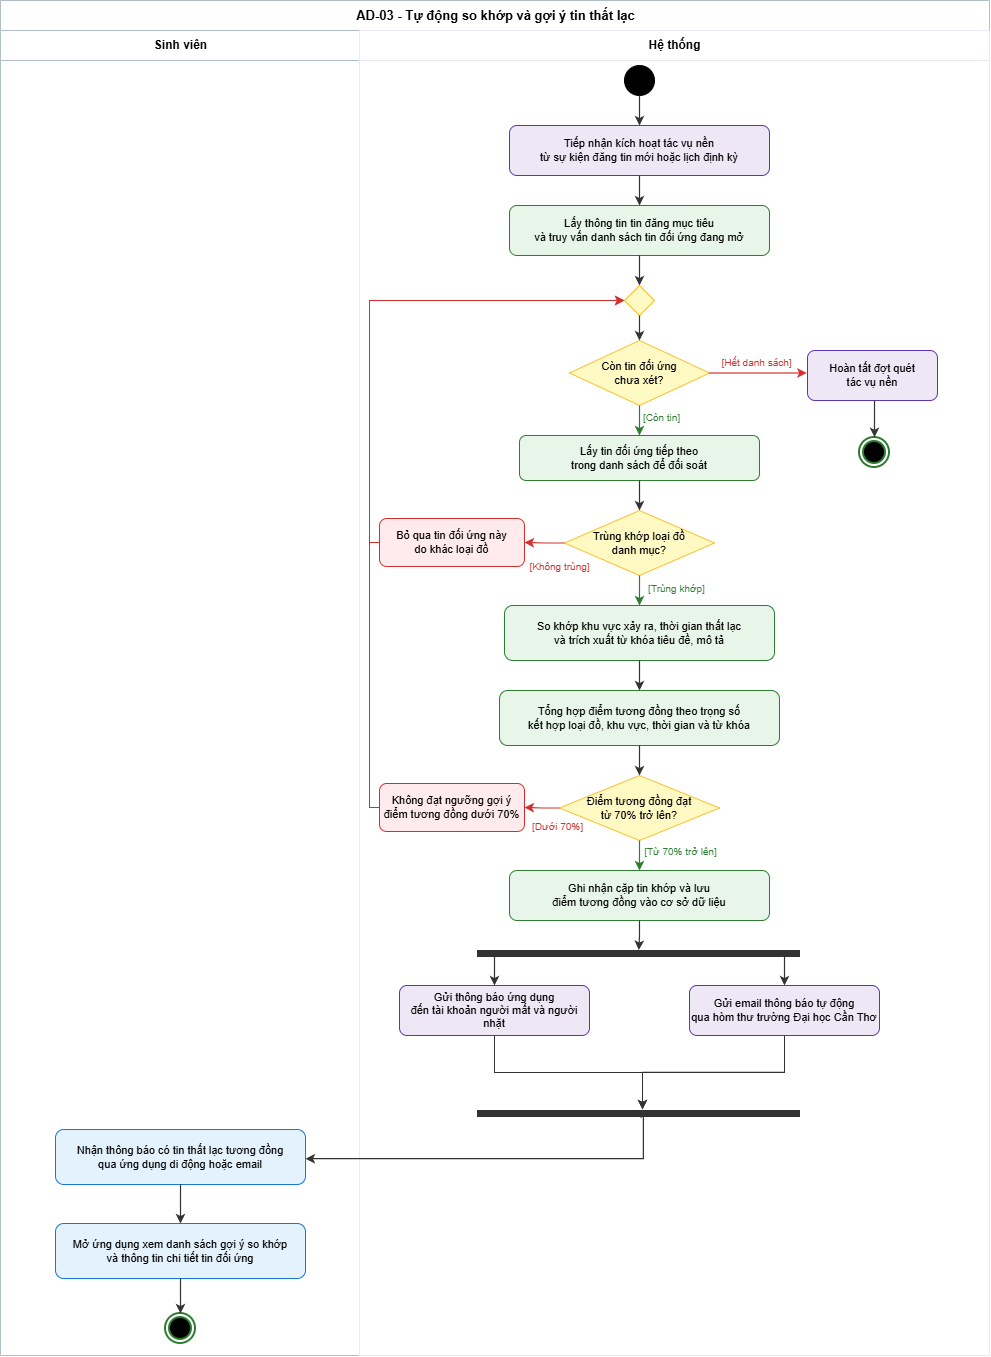 AD-03 - Tự động so khớp và gợi ý tin thất lạc
Sinh viên
Hệ thống
Tiếp nhận kích hoạt tác vụ nền
từ sự kiện đăng tin mới hoặc lịch định kỳ
Lấy thông tin tin đăng mục tiêu
và truy vấn danh sách tin đối ứng đang mở
Còn tin đối ứng
chưa xét?
[Hết danh sách]
Hoàn tất đợt quét
tác vụ nền
[Còn tin]
Lấy tin đối ứng tiếp theo
trong danh sách để đối soát
Trùng khớp loại đồ
danh mục?
[Không trùng]
Bỏ qua tin đối ứng này
do khác loại đồ
[Trùng khớp]
So khớp khu vực xảy ra, thời gian thất lạc
và trích xuất từ khóa tiêu đề, mô tả
Tổng hợp điểm tương đồng theo trọng số
kết hợp loại đồ, khu vực, thời gian và từ khóa
Điểm tương đồng đạt
từ 70% trở lên?
[Dưới 70%]
Không đạt ngưỡng gợi ý
điểm tương đồng dưới 70%
[Từ 70% trở lên]
Ghi nhận cặp tin khớp và lưu
điểm tương đồng vào cơ sở dữ liệu
Gửi thông báo ứng dụng
đến tài khoản người mất và người
nhặt
Gửi email thông báo tự động
qua hòm thư trường Đại học Cần Thơ
Nhận thông báo có tin thất lạc tương đồng
qua ứng dụng di động hoặc email
Mở ứng dụng xem danh sách gợi ý so khớp
và thông tin chi tiết tin đối ứng